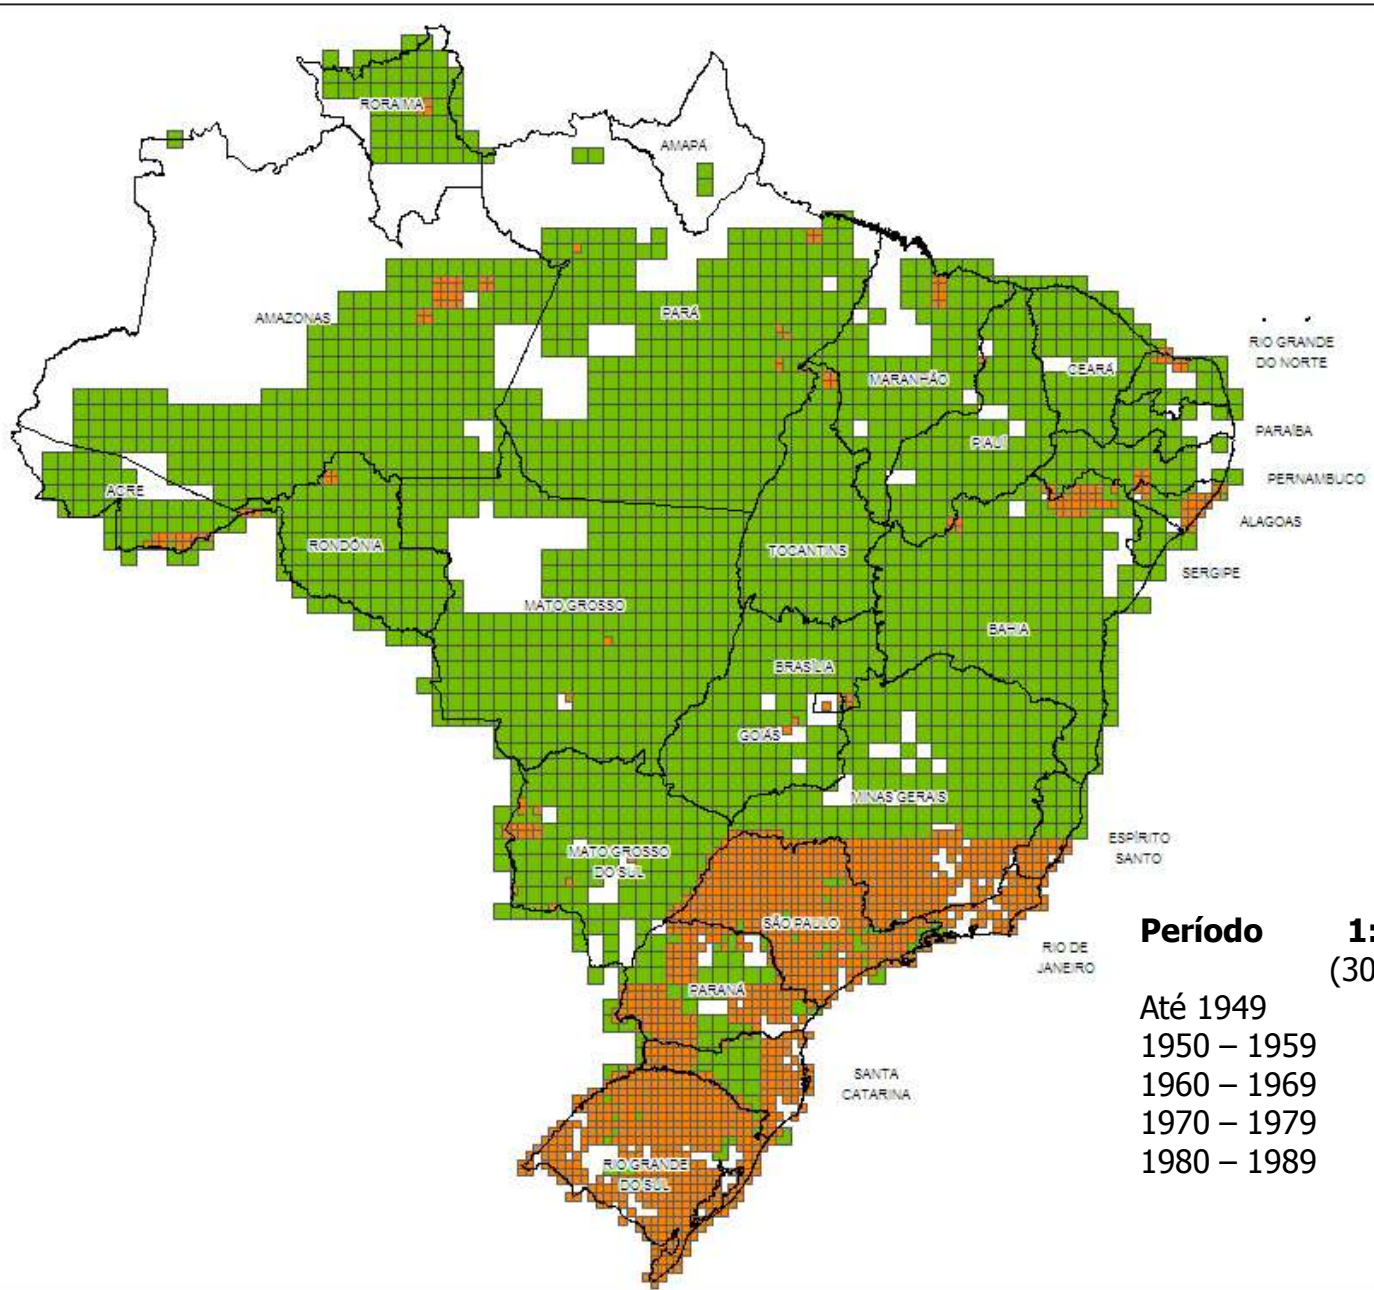 RORAIMA
AMAPÁ
AMAZONAS
PARÁ
RIO GRANDE
DO NORTE
MARANHÃO
CEARÁ
PIAUÍ
PARAÍBA
PERNAMBUCO
ACRE
ALAGOAS
RONDÔNIA
TOCANTINS
SERGIPE
MATO GROSSO
BAHIA
BRASÍLIA
GOIÁS
MINAS GERAIS
ESPÍRITO
SANTO
MATO GROSSO
DO SUL
SÃO PAULO
RIO DE
JANEIRO
PARANÁ
SANTA
CATARINA
RIO GRANDE
DO SUL
Período 1:
(30
Até 1949
1950 – 1959
1960 – 1969
1970 – 1979
1980 – 1989